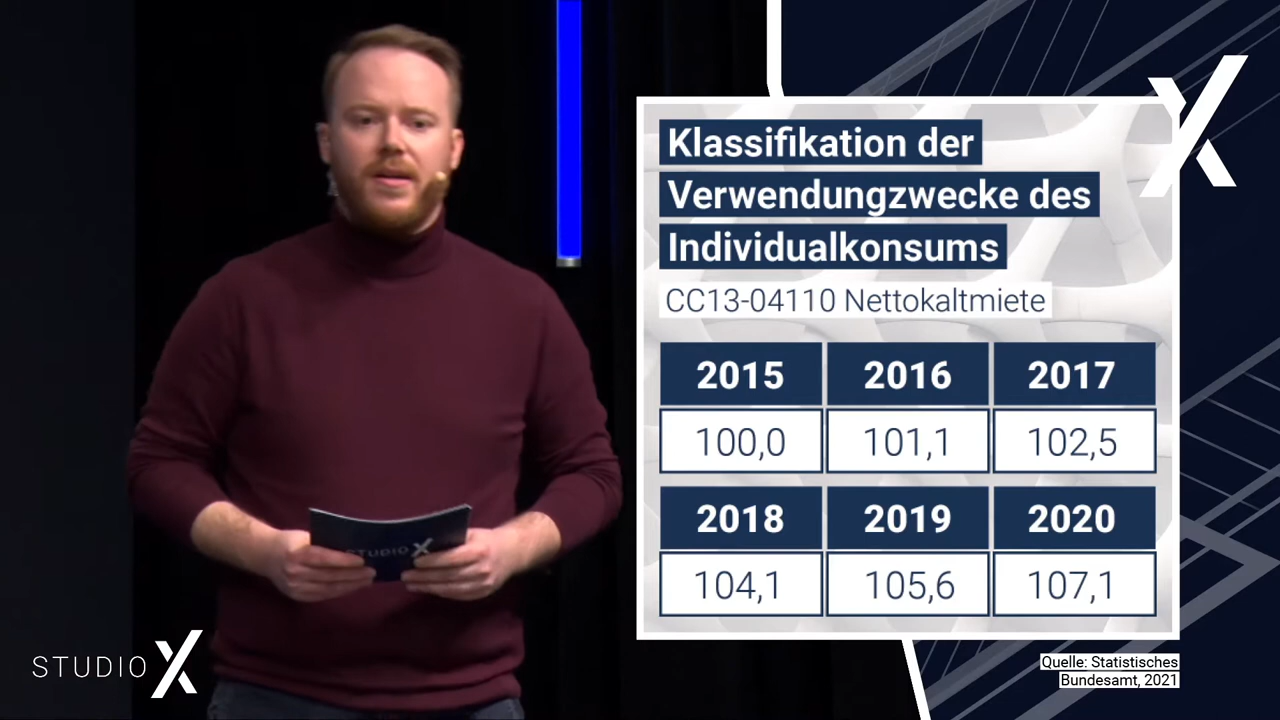 Klassifikation der
Verwendungzwecke des
Individualkonsums
CC13-04110 Nettokaltmiete
2015 2016 2017
100,0 101,1 102,5
2018 2019 2020
104,1 105,6 107,1
STUDIO X
STUDIO X
Quelle: Statistisches
Bundesamt, 2021